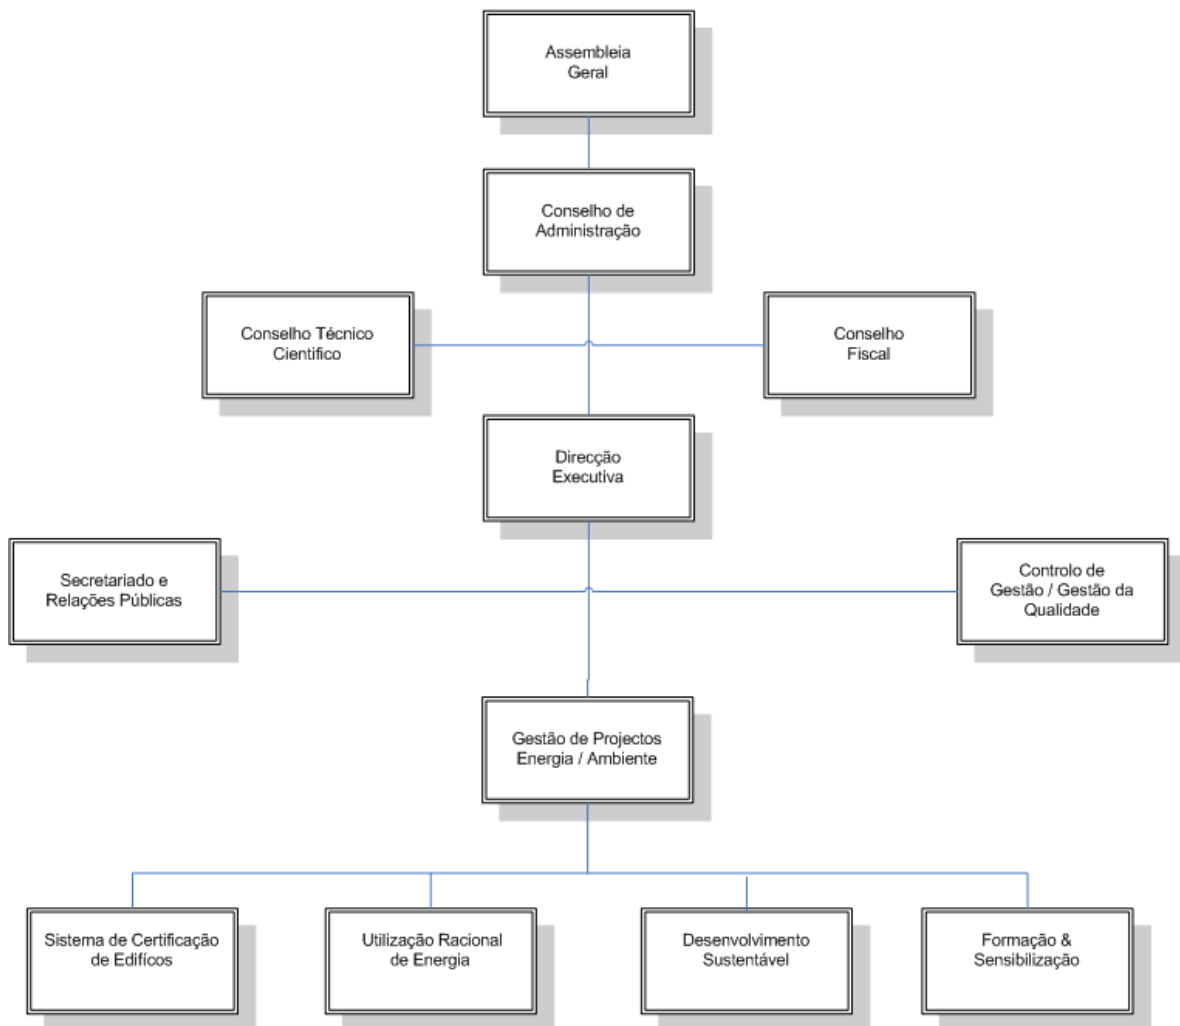 Assembleia
Geral
Conselho de
Administração
Conselho Técnico
Cientifico
Conselho
Fiscal
Direcção
Executiva
Secretariado e
Relações Públicas
Controlo de
Gestão / Gestão da
Qualidade
Gestão de Projectos
Energia / Ambiente
Sistema de Certificação
de Edifícos
Utilização Racional
de Energia
Desenvolvimento
Sustentável
Formação &
Sensibilização